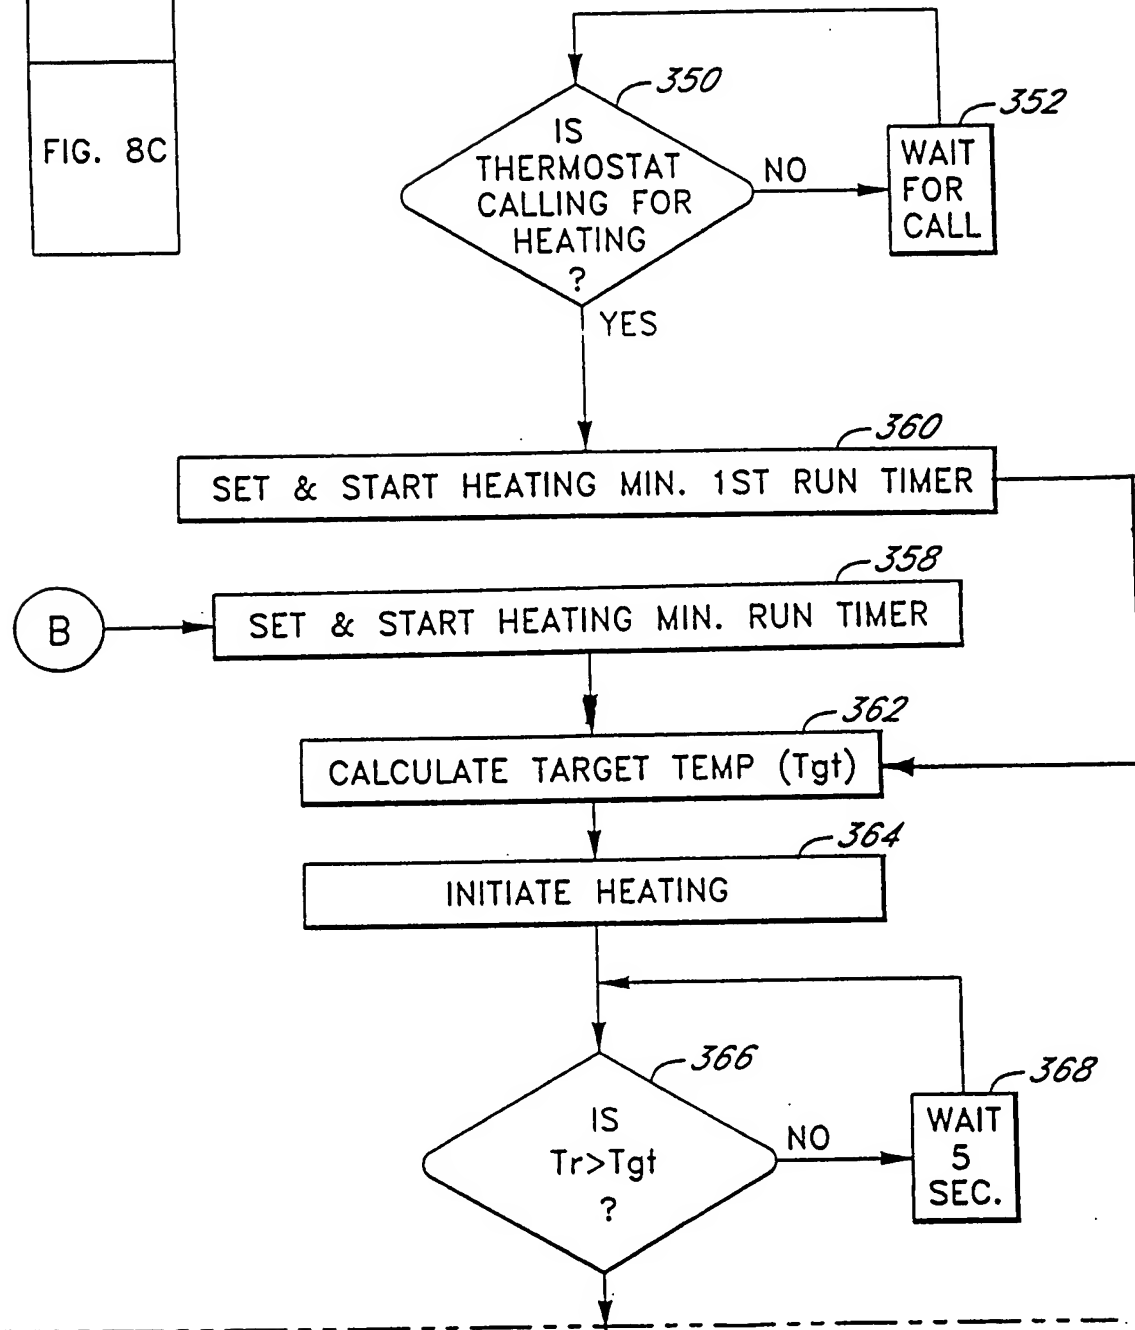 FIG. 8C
350
IS
THERMOSTAT
CALLING FOR
HEATING
?
NO
352
WAIT
FOR
CALL
YES
360
SET & START HEATING MIN. 1ST RUN TIMER
358
B
SET & START HEATING MIN. RUN TIMER
362
CALCULATE TARGET TEMP (Tgt)
364
INITIATE HEATING
366
IS
Tr>Tgt
?
NO
368
WAIT
5
SEC.